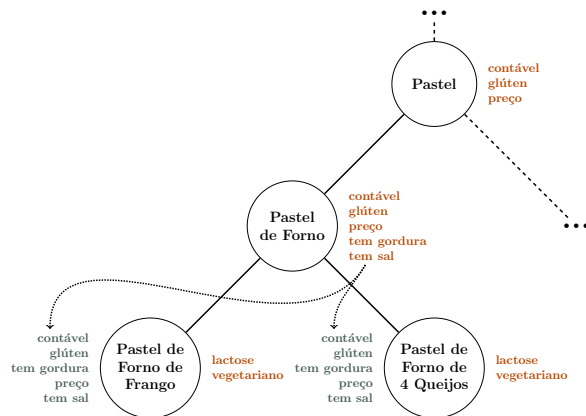 ...
Pastel
contável
glúten
preço
...
Pastel
de Forno
contável
glúten
preço
tem gordura
tem sal
contável
glúten
tem gordura
preço
tem sal
Pastel de
Forno de
Frango
lactose
vegetariano
contável
glúten
tem gordura
preço
tem sal
Pastel de
Forno de
4 Queijos
lactose
vegetariano